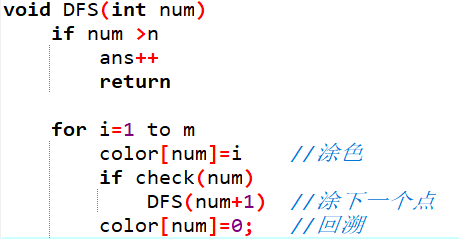 void DFS(int num)
    if num >n
        ans++
        return

    for i=1 to m
        color[num]=i    //涂色
        if check(num)
            DFS(num+1)  //涂下一个点
        color[num]=0;   //回溯